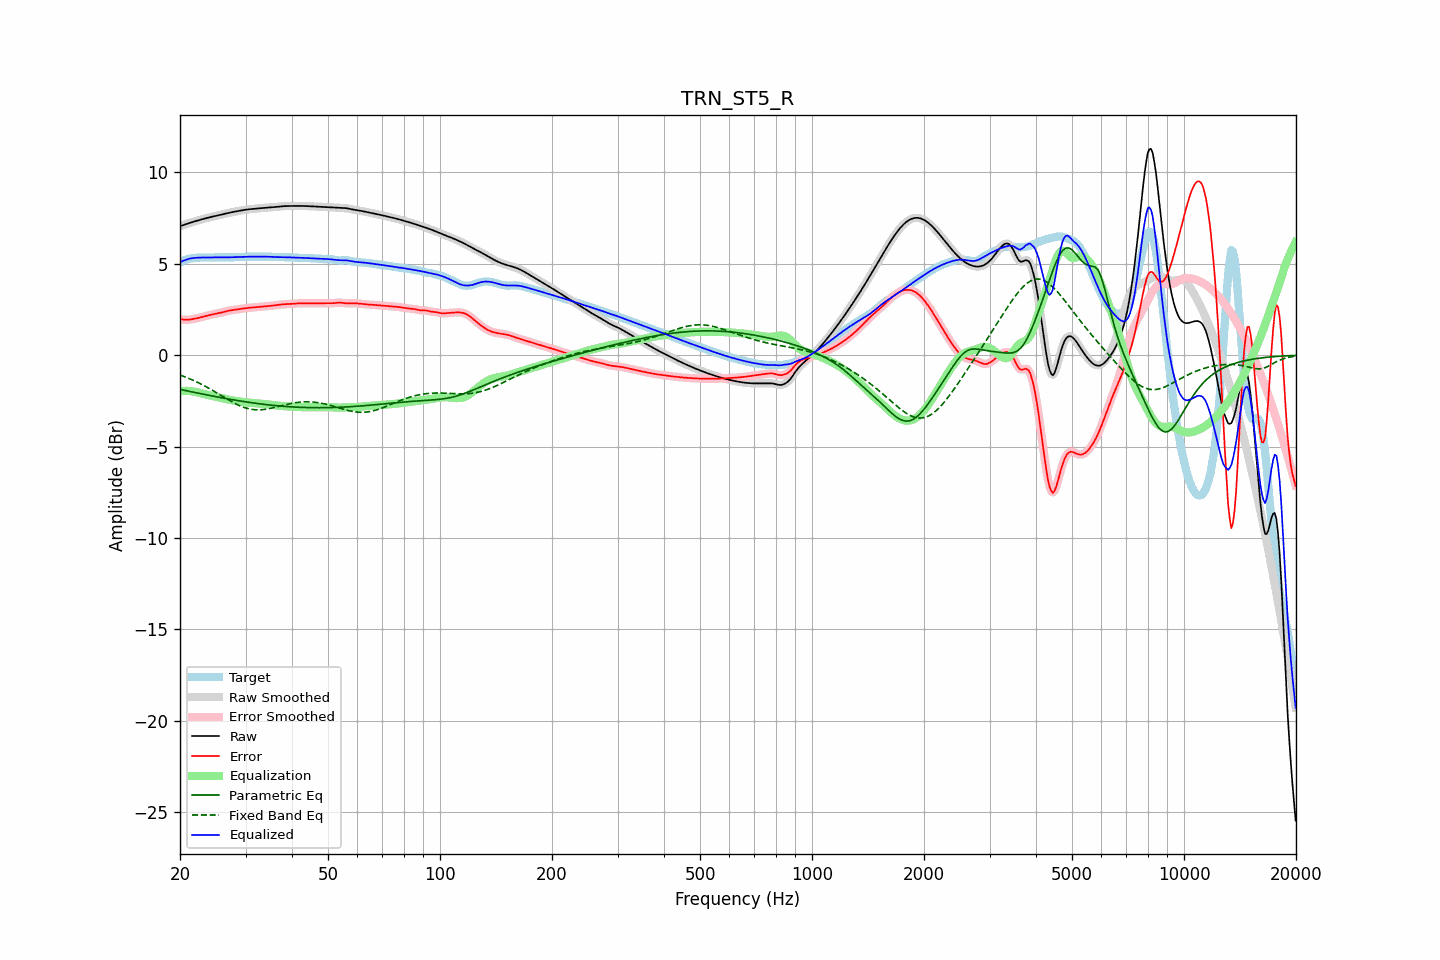 TRN_ST5_R
10
5
0
−5
−10
−15
−20
−25
Amplitude (dBr)
Target
Raw Smoothed
Error Smoothed
Raw
Error
Equalization
Parametric Eq
Fixed Band Eq
Equalized
20 50 100 200 500 1000 2000 5000 10000 20000
Frequency (Hz)